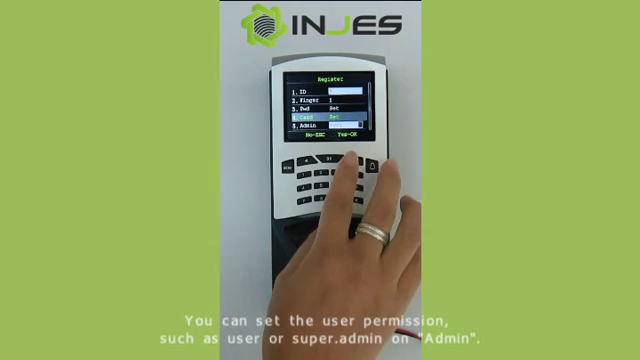 INJES
Register
1. ID
2. Finger 1
3. Pwd Set
4. Card Set
5. Admin
No-ESC Yes-OK
MENU
You can set the user permission,
such as user or super.admin on "Admin".